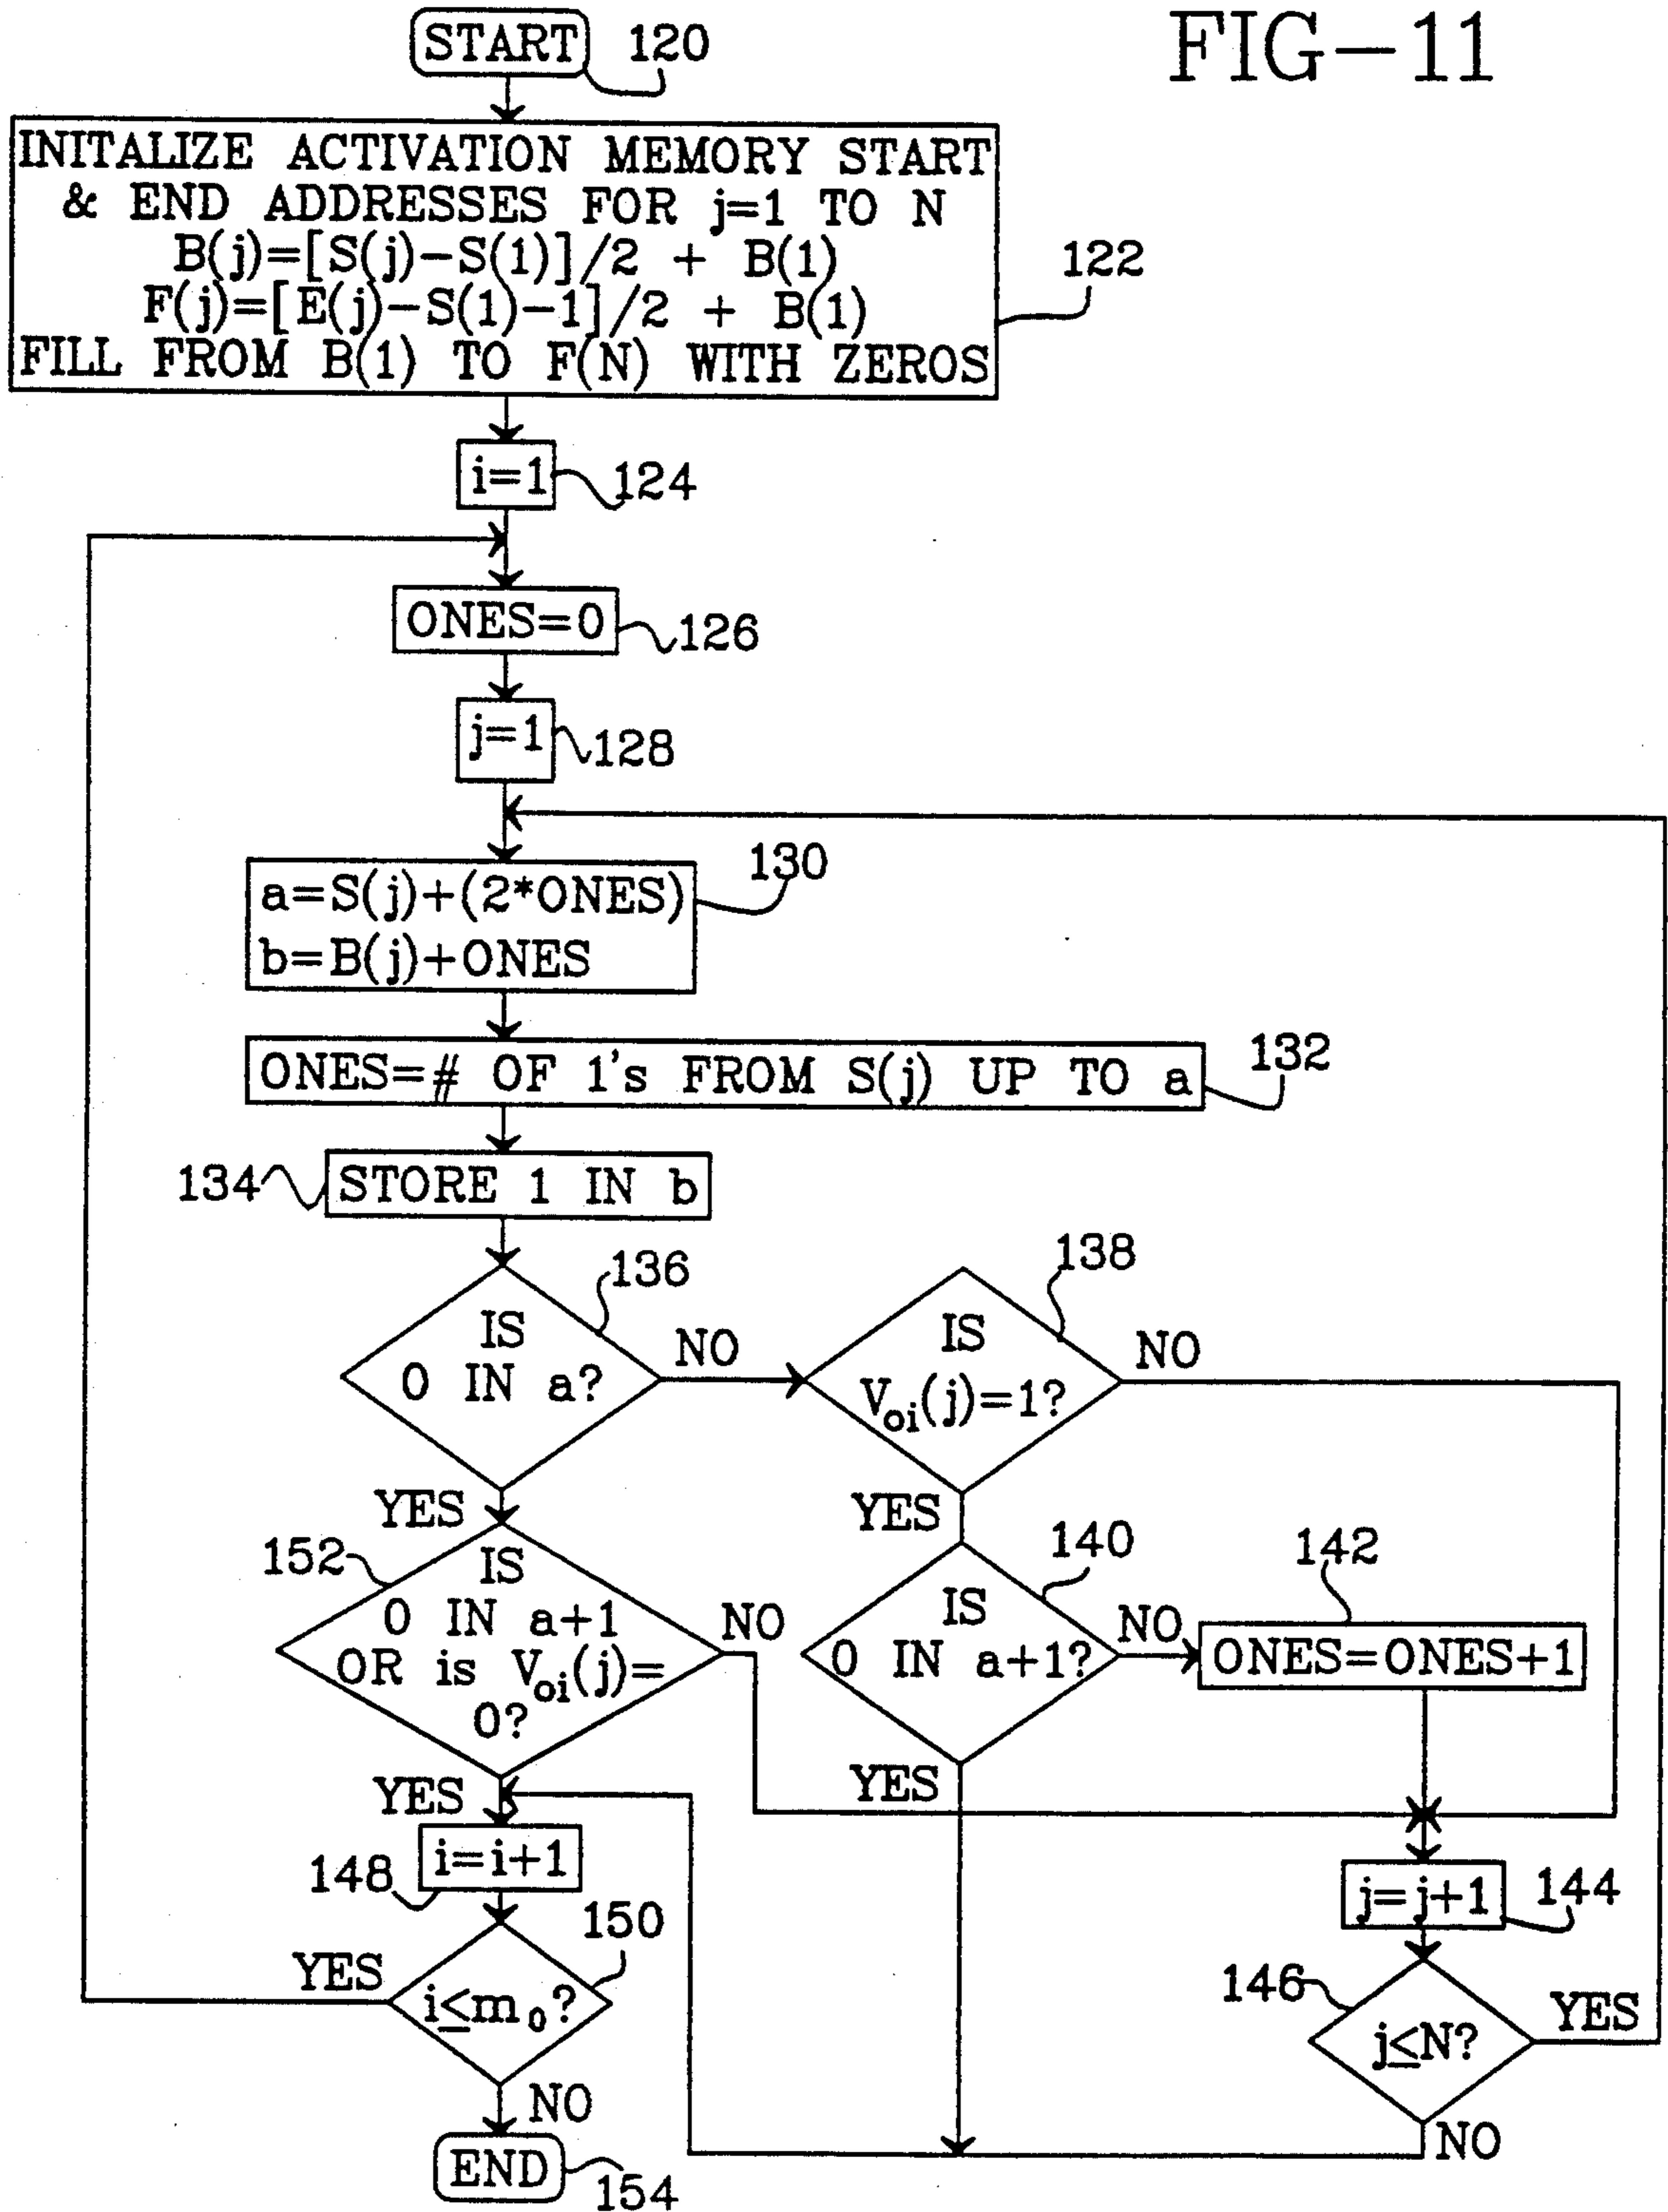 FIG-11
START 120
INITALIZE ACTIVATION MEMORY START
& END ADDRESSES FOR j=1 TO N
B(j)=[S(j)-S(1)]/2 + B(1)
F(j)=[E(j)-S(1)-1]/2 + B(1)
FILL FROM B(1) TO F(N) WITH ZEROS
122
i=1 124
ONES=0 126
j=1 128
a=S(j)+(2*ONES)
b=B(j)+ONES
130
ONES=# OF 1's FROM S(j) UP TO a
132
134 STORE 1 IN b
136
IS
0 IN a?
NO
YES
138
IS
Voi(j)=1?
NO
YES
152
IS
0 IN a+1
OR is Voi(j)=
0?
NO
YES
140
IS
0 IN a+1?
NO
YES
142
ONES=ONES+1
i=i+1
148
j=j+1 144
150
i≤m0?
YES
NO
146
j≤N?
YES
NO
END 154